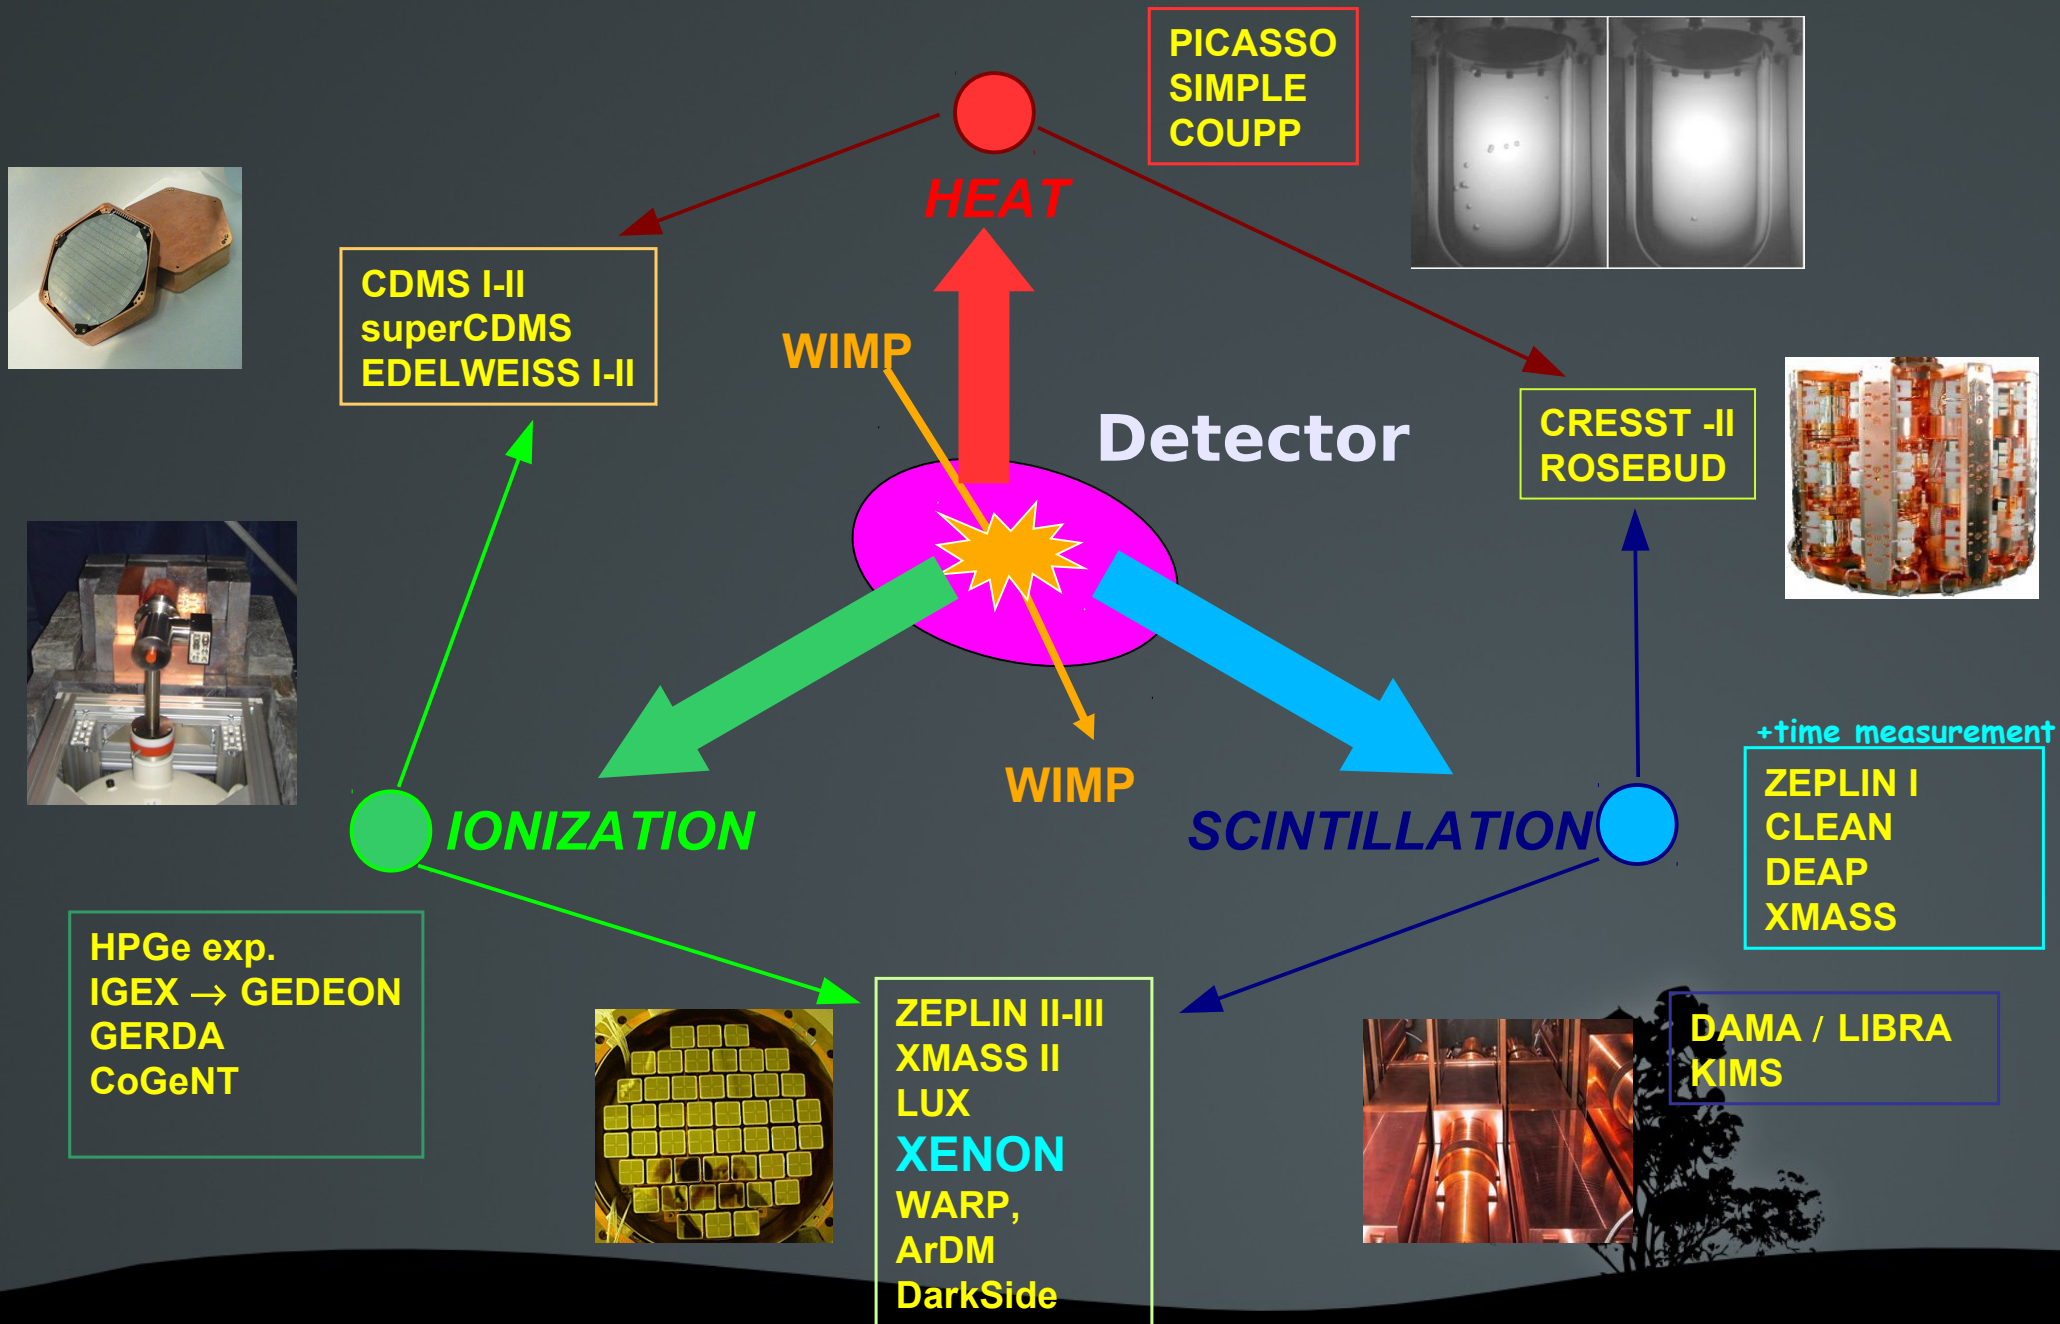 PICASSO
SIMPLE
COUPP
HEAT
CDMS I-II
superCDMS
EDELWEISS I-II
WIMP
Detector
CRESST -II
ROSEBUD
+time measurement
ZEPLIN I
CLEAN
DEAP
XMASS
WIMP
IONIZATION
SCINTILLATION
HPGe exp.
IGEX → GEDEON
GERDA
CoGeNT
ZEPLIN II-III
XMASS II
LUX
XENON
WARP,
ArDM
DarkSide
DAMA / LIBRA
KIMS